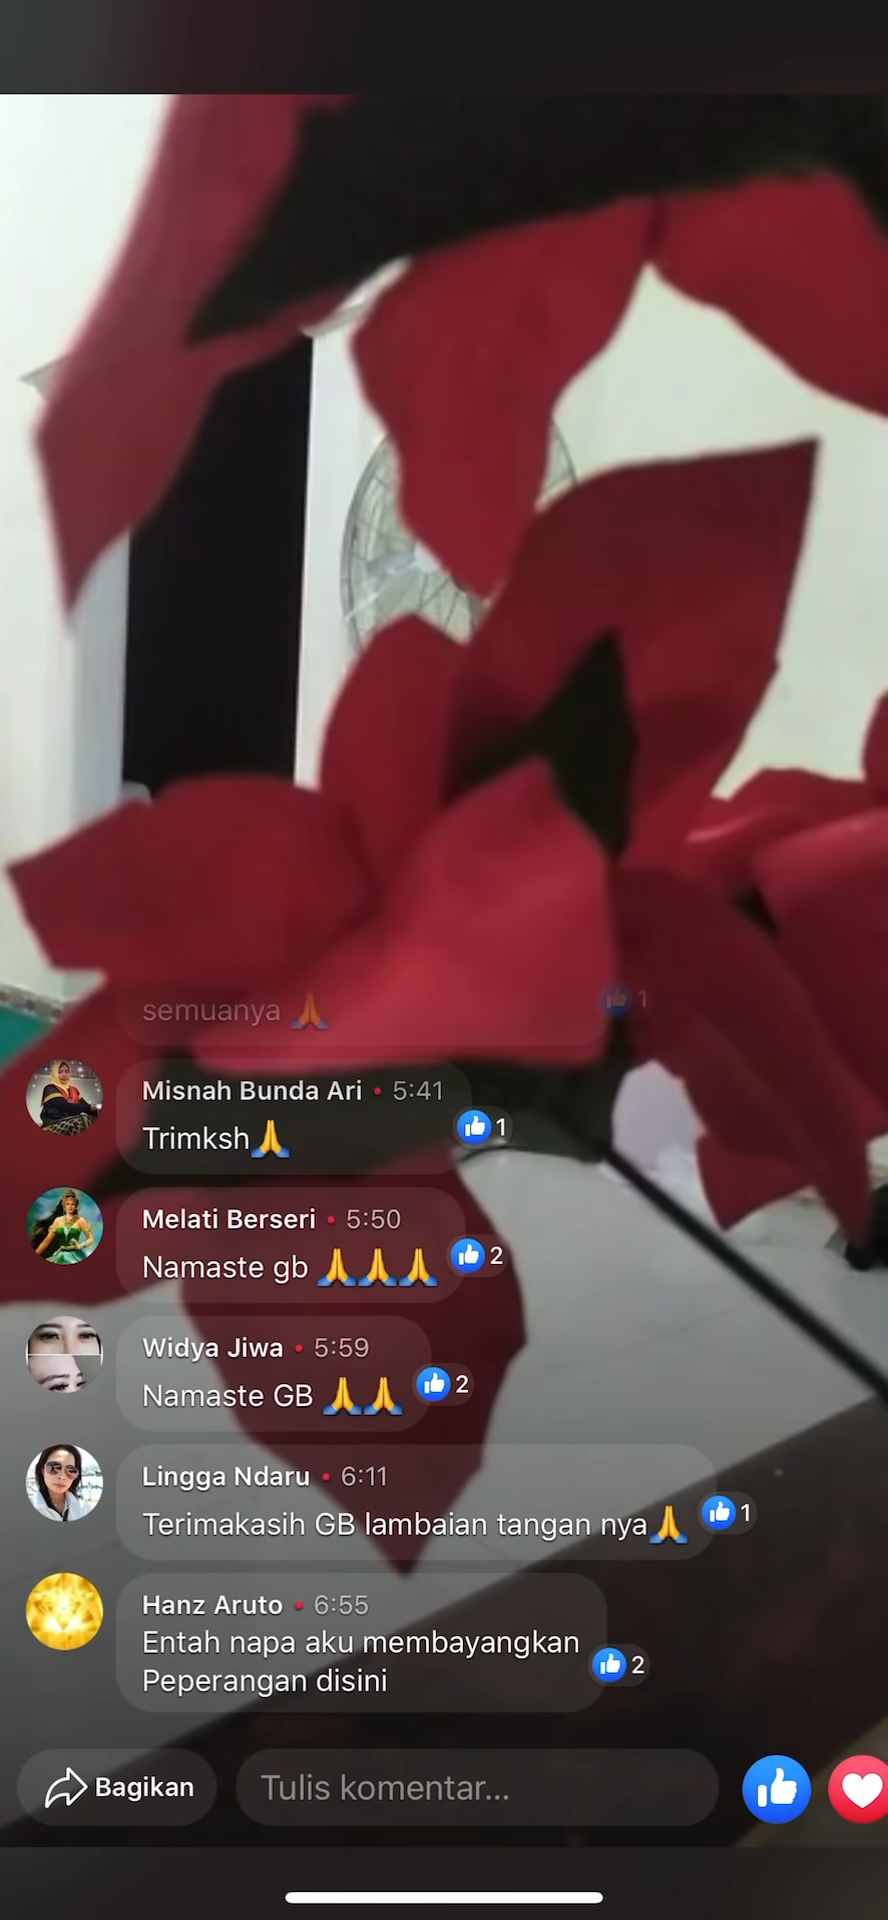 semuanya 🙏 1
Misnah Bunda Ari • 5:41
Trimksh🙏 1
Melati Berseri • 5:50
Namaste gb 🙏🙏🙏 2
Widya Jiwa • 5:59
Namaste GB 🙏🙏 2
Lingga Ndaru • 6:11
Terimakasih GB lambaian tangan nya🙏 1
Hanz Aruto • 6:55
Entah napa aku membayangkan
Peperangan disini 2
Bagikan Tulis komentar...